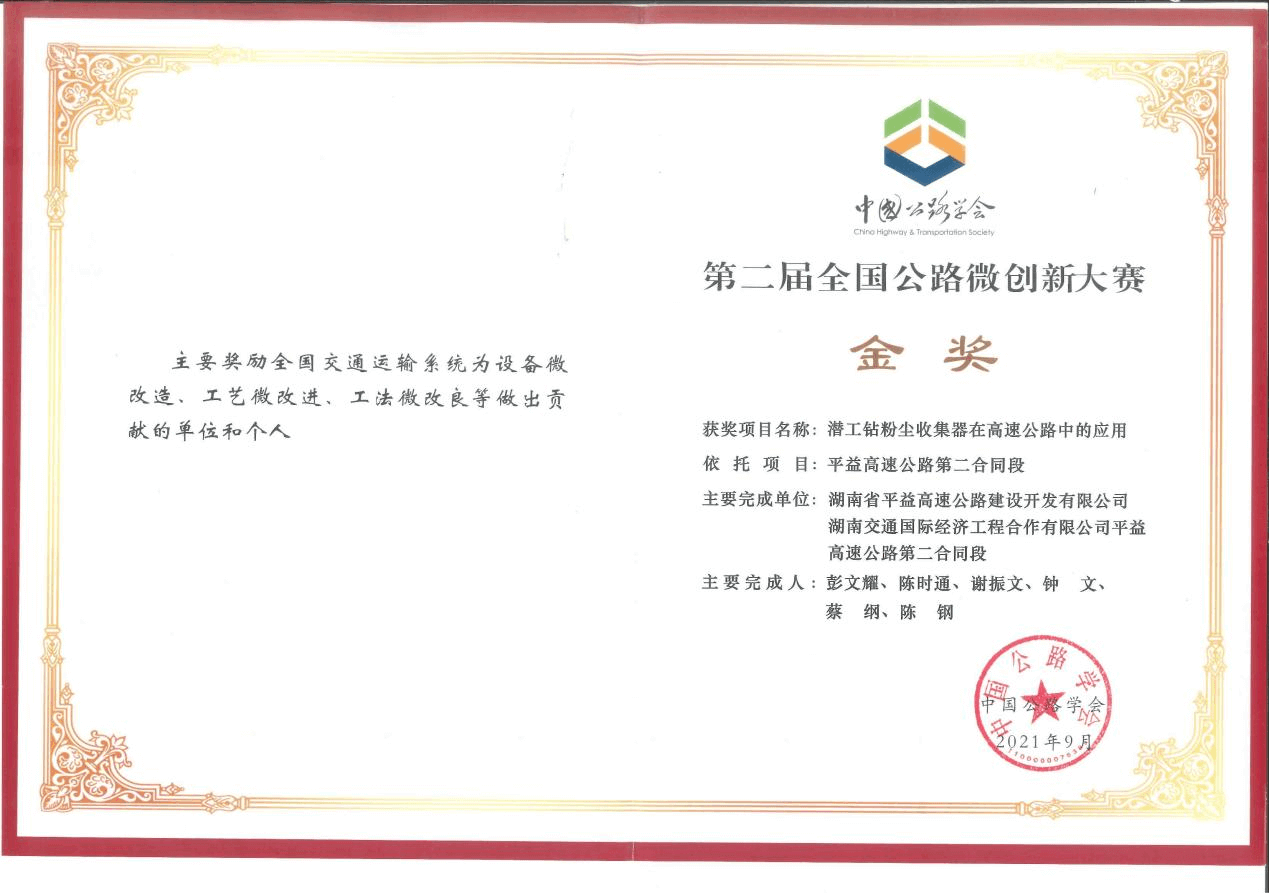 主要奖励全国交通运输系统为设备微
改造、工艺微改进、工法微改良等做出贡
献的单位和个人
中国公路学会
China Highway & Transportation Society
第二届全国公路微创新大赛
金 奖
获奖项目名称：潜工钻粉尘收集器在高速公路中的应用
依 托 项 目：平益高速公路第二合同段
主要完成单位：湖南省平益高速公路建设开发有限公司
湖南交通国际经济工程合作有限公司平益
高速公路第二合同段
主要完成人：彭文耀、陈时通、谢振文、钟 文、
蔡 纲、陈 钢
中国公路学会
中国公路学会
2021年9月